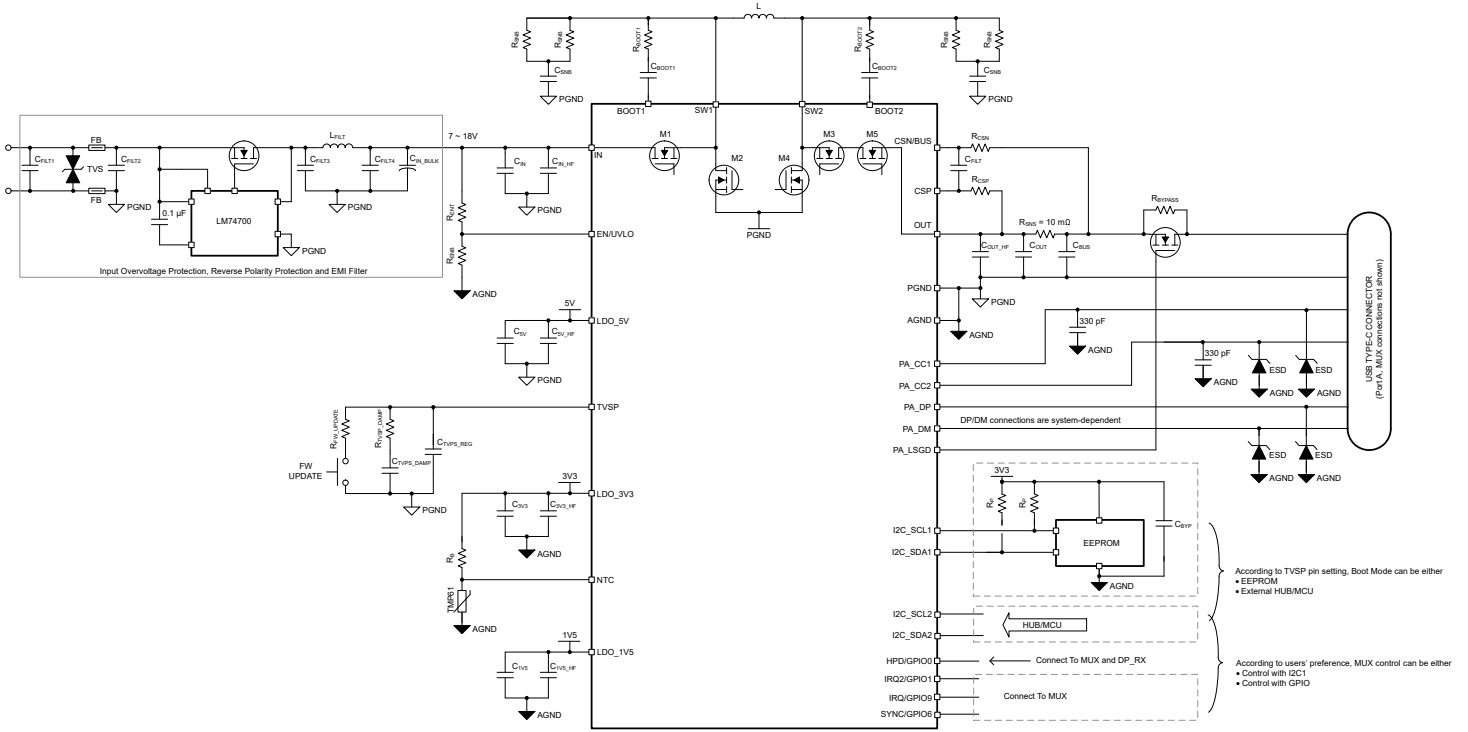 L
RSNB
RSNB
CSNB
PGND
RBOOT1
CBOOT1
RBOOT2
CBOOT2
RSNB
RSNB
CSNB
PGND
BOOT1
SW1
SW2
BOOT2
FB
CFILT1
TVS
FB
CFILT2
PGND
0.1 µF
LM74700
PGND
LFILT
CFILT3
CFILT4
CIN_BULK
PGND
Input Overvoltage Protection, Reverse Polarity Protection and EMI Filter
7 ~ 18V
CIN
CIN_HF
PGND
RENT
RENB
AGND
IN
EN/UVLO
M1
M2
M4
M3
M5
PGND
CSN/BUS
CSP
OUT
RCSN
CFILT
RCSP
RSNS = 10 mΩ
COUT_HF
COUT
CBUS
PGND
RBYPASS
PGND
AGND
AGND
5V
LDO_5V
C5V
C5V_HF
PGND
PA_CC1
PA_CC2
PA_DP
PA_DM
PA_LSGD
330 pF
AGND
330 pF
AGND
ESD
AGND
ESD
AGND
DP/DM connections are system-dependent
ESD
AGND
ESD
AGND
USB TYPE-C CONNECTOR
(Port A, MUX connections not shown)
TVSP
RFW_UPDATE
FW
UPDATE
RTVSP_DAMP
CTVPS_DAMP
CTVPS_REG
PGND
3V3
LDO_3V3
C3V3
C3V3_HF
AGND
RB
NTC
TMP61
AGND
1V5
LDO_1V5
C1V5
C1V5_HF
AGND
3V3
RP
RP
I2C_SCL1
I2C_SDA1
EEPROM
CBYP
AGND
According to TVSP pin setting, Boot Mode can be either
• EEPROM
• External HUB/MCU
I2C_SCL2
I2C_SDA2
HUB/MCU
HPD/GPIO0
Connect To MUX and DP_RX
IRQ2/GPIO1
IRQ/GPIO9
SYNC/GPIO6
Connect To MUX
According to users' preference, MUX control can be either
• Control with I2C1
• Control with GPIO